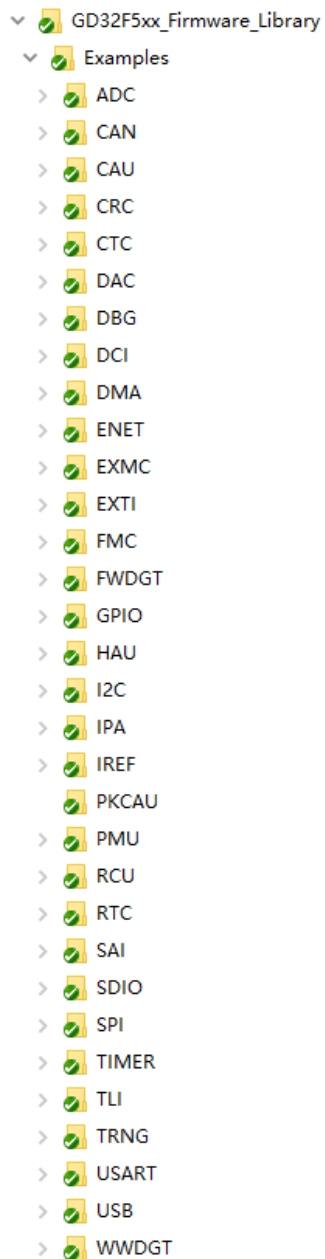 GD32F5xx_Firmware_Library
Examples
ADC
CAN
CAU
CRC
CTC
DAC
DBG
DCI
DMA
ENET
EXMC
EXTI
FMC
FWDGT
GPIO
HAU
I2C
IPA
IREF
PKCAU
PMU
RCU
RTC
SAI
SDIO
SPI
TIMER
TLI
TRNG
USART
USB
WWDGT